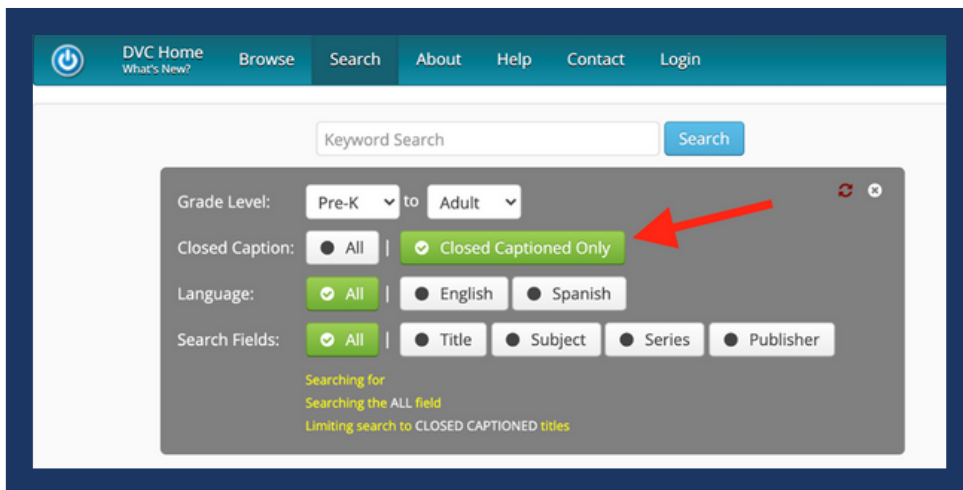 DVC Home Browse Search About Help Contact Login
What's New?
Keyword Search Search
Grade Level: Pre-K to Adult
Closed Caption: All | Closed Captioned Only
Language: All | English Spanish
Search Fields: All | Title Subject Series Publisher
Searching for
Searching the ALL field
Limiting search to CLOSED CAPTIONED titles